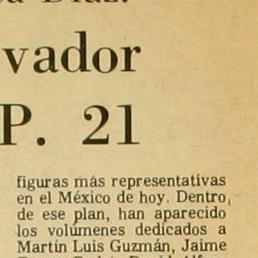 Díaz.
vador
P. 21
figuras más representativas
en el México de hoy. Dentro,
de ese plan, han aparecido
los volúmenes dedicados a
Martín Luis Guzmán, Jaime